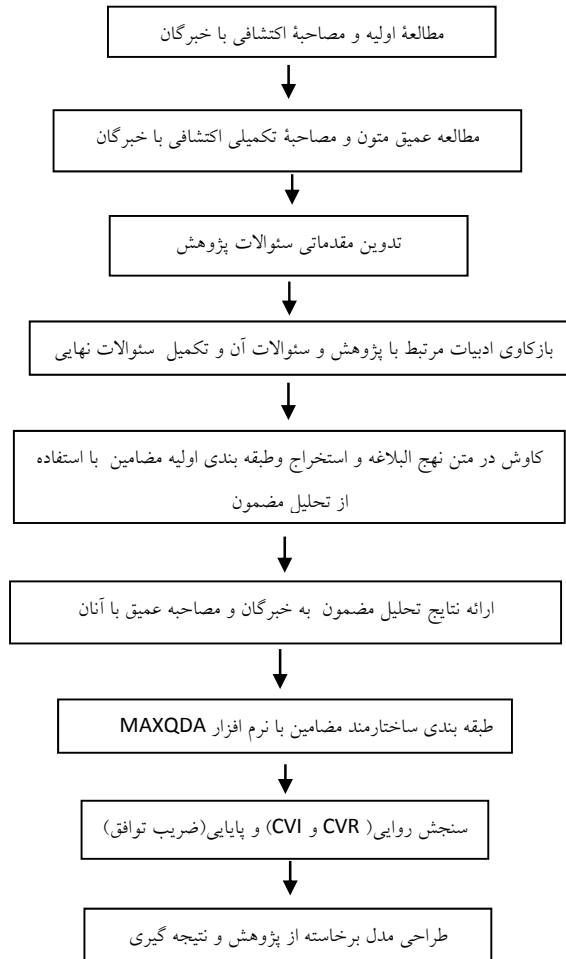 مطالعهٔ اولیه و مصاحبهٔ اکتشافی با خبرگان
مطالعه عمیق متون و مصاحبهٔ تکمیلی اکتشافی با خبرگان
تدوین مقدماتی سئوالات پژوهش
بازکاوی ادبیات مرتبط با پژوهش و سئوالات آن و تکمیل  سئوالات نهایی
کاوش در متن نهج البلاغه و استخراج وطبقه بندی اولیه مضامین  با استفاده
از تحلیل مضمون
ارائه نتایج تحلیل مضمون  به خبرگان و مصاحبه عمیق با آنان
طبقه بندی ساختارمند مضامین با نرم افزار MAXQDA
سنجش روایی( CVR و CVI) و پایایی(ضریب توافق)
طراحی مدل برخاسته از پژوهش و نتیجه گیری